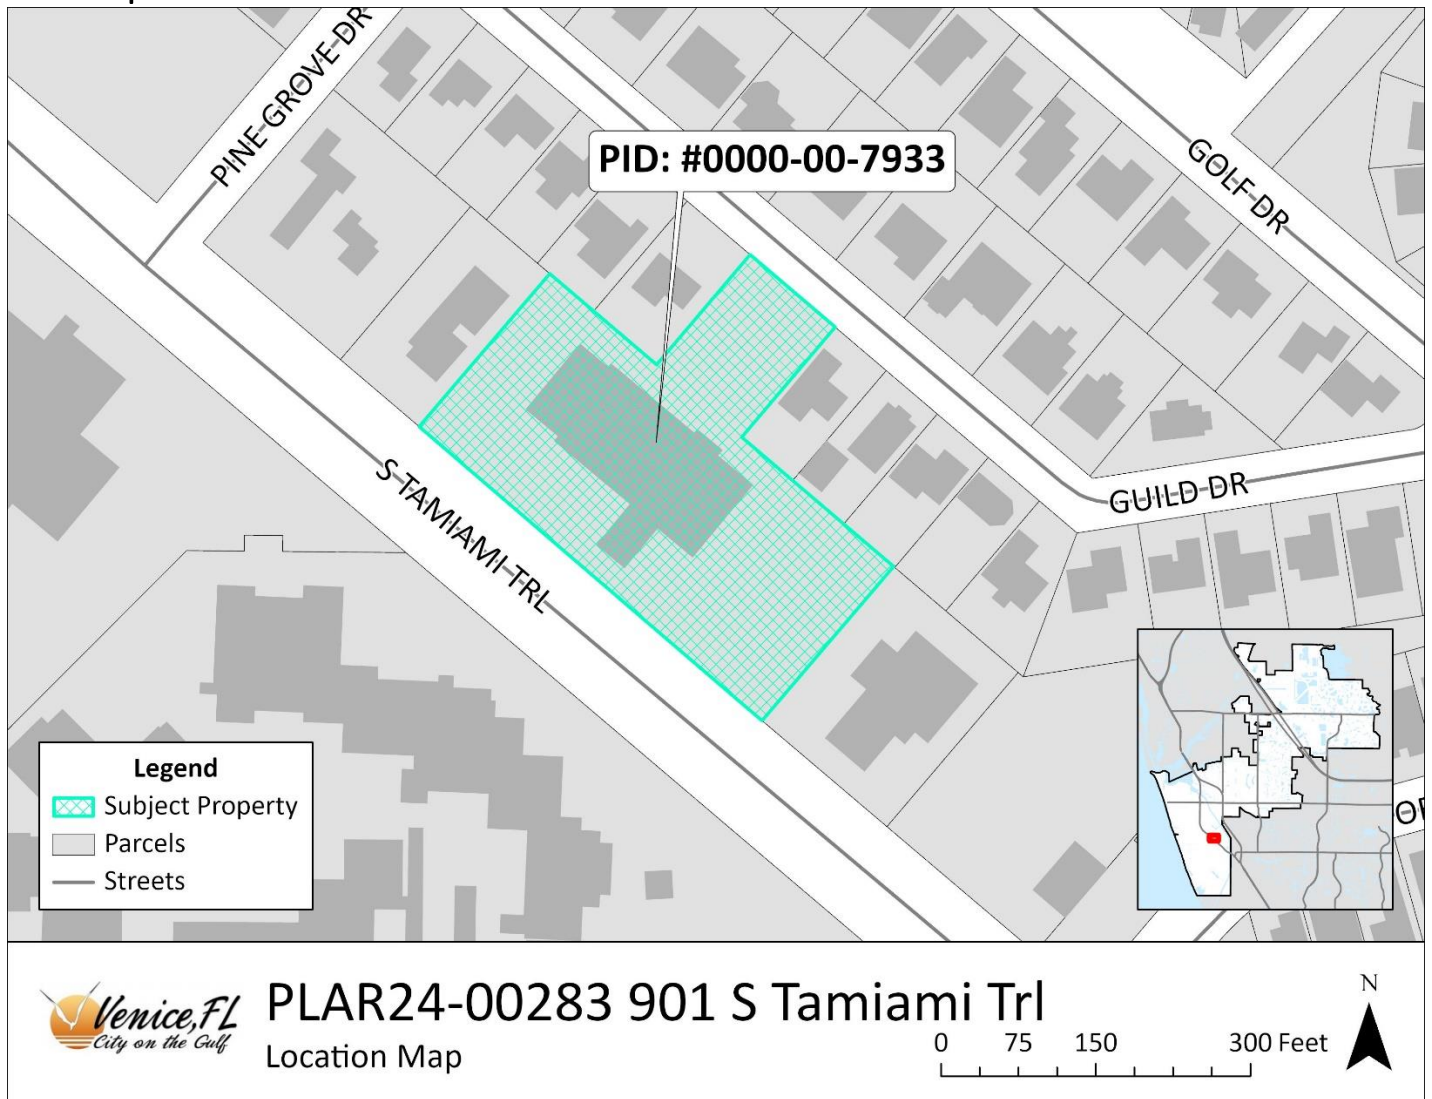 PINE GROVE DR
PID: #0000-00-7933
GOLF DR
S TAMIAMI TRL
GUILD DR
Legend
Subject Property
Parcels
Streets
Venice, FL
City on the Gulf
PLAR24-00283 901 S Tamiami Trl
Location Map
0 75 150 300 Feet
N